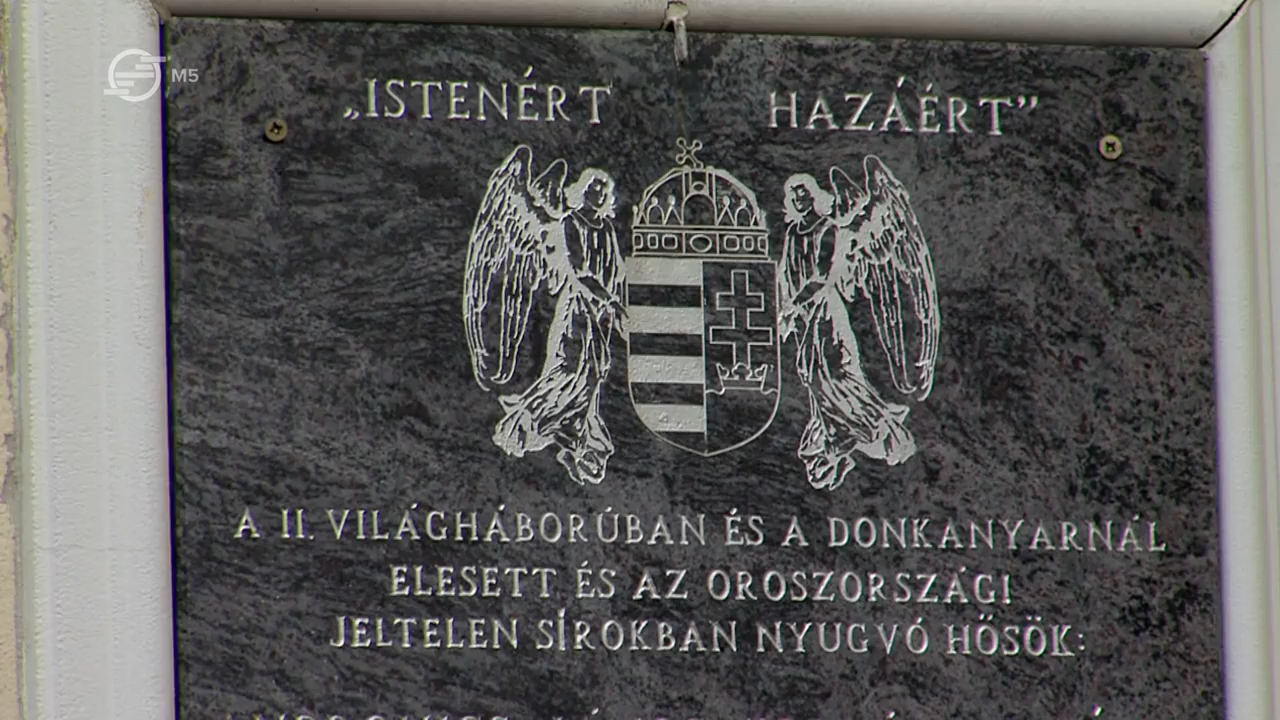 M5
„ISTENÉRT HAZÁÉRT”
A II. VILÁGHÁBORÚBAN ÉS A DONKANYARNÁL
ELESETT ÉS AZ OROSZORSZÁGI
JELTELEN SÍROKBAN NYUGVÓ HŐSÖK: